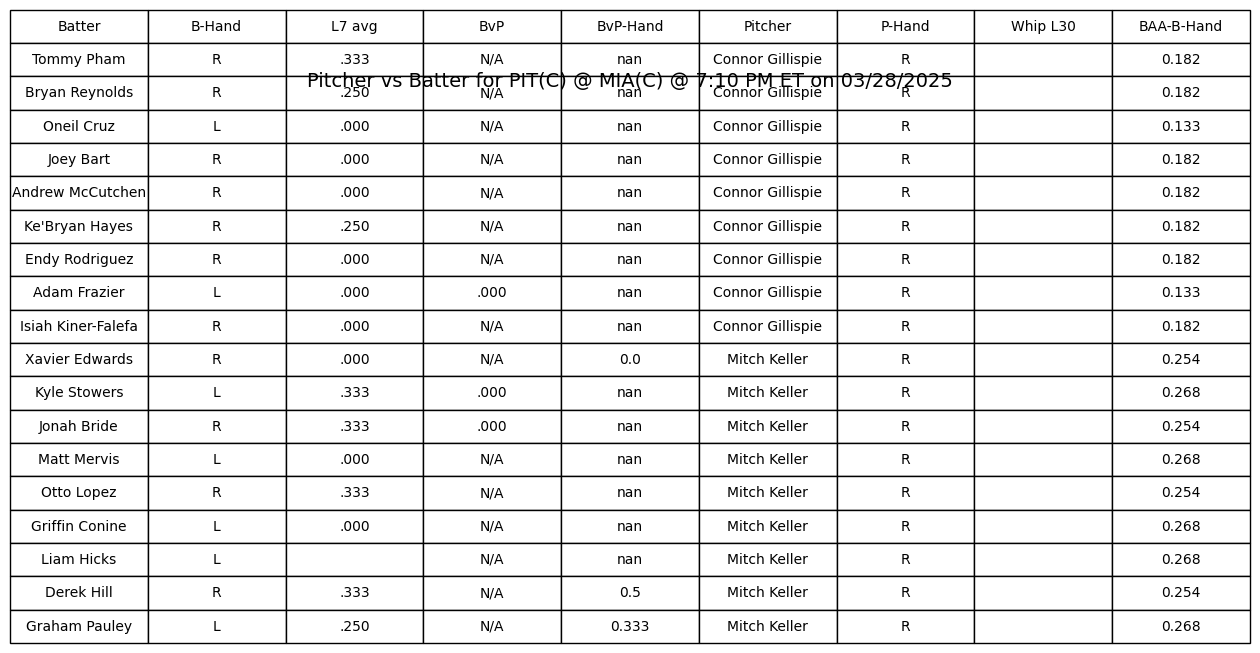 Batter B-Hand L7 avg BvP BvP-Hand Pitcher P-Hand Whip L30 BAA-B-Hand
Tommy Pham R .333 N/A nan Connor Gillispie R 0.182
Pitcher vs Batter for PIT(C) @ MIA(C) @ 7:10 PM ET on 03/28/2025
Bryan Reynolds R .250 N/A nan Connor Gillispie R 0.182
Oneil Cruz L .000 N/A nan Connor Gillispie R 0.133
Joey Bart R .000 N/A nan Connor Gillispie R 0.182
Andrew McCutchen R .000 N/A nan Connor Gillispie R 0.182
Ke'Bryan Hayes R .250 N/A nan Connor Gillispie R 0.182
Endy Rodriguez R .000 N/A nan Connor Gillispie R 0.182
Adam Frazier L .000 .000 nan Connor Gillispie R 0.133
Isiah Kiner-Falefa R .000 N/A nan Connor Gillispie R 0.182
Xavier Edwards R .000 N/A 0.0 Mitch Keller R 0.254
Kyle Stowers L .333 .000 nan Mitch Keller R 0.268
Jonah Bride R .333 .000 nan Mitch Keller R 0.254
Matt Mervis L .000 N/A nan Mitch Keller R 0.268
Otto Lopez R .333 N/A nan Mitch Keller R 0.254
Griffin Conine L .000 N/A nan Mitch Keller R 0.268
Liam Hicks L N/A nan Mitch Keller R 0.268
Derek Hill R .333 N/A 0.5 Mitch Keller R 0.254
Graham Pauley L .250 N/A 0.333 Mitch Keller R 0.268